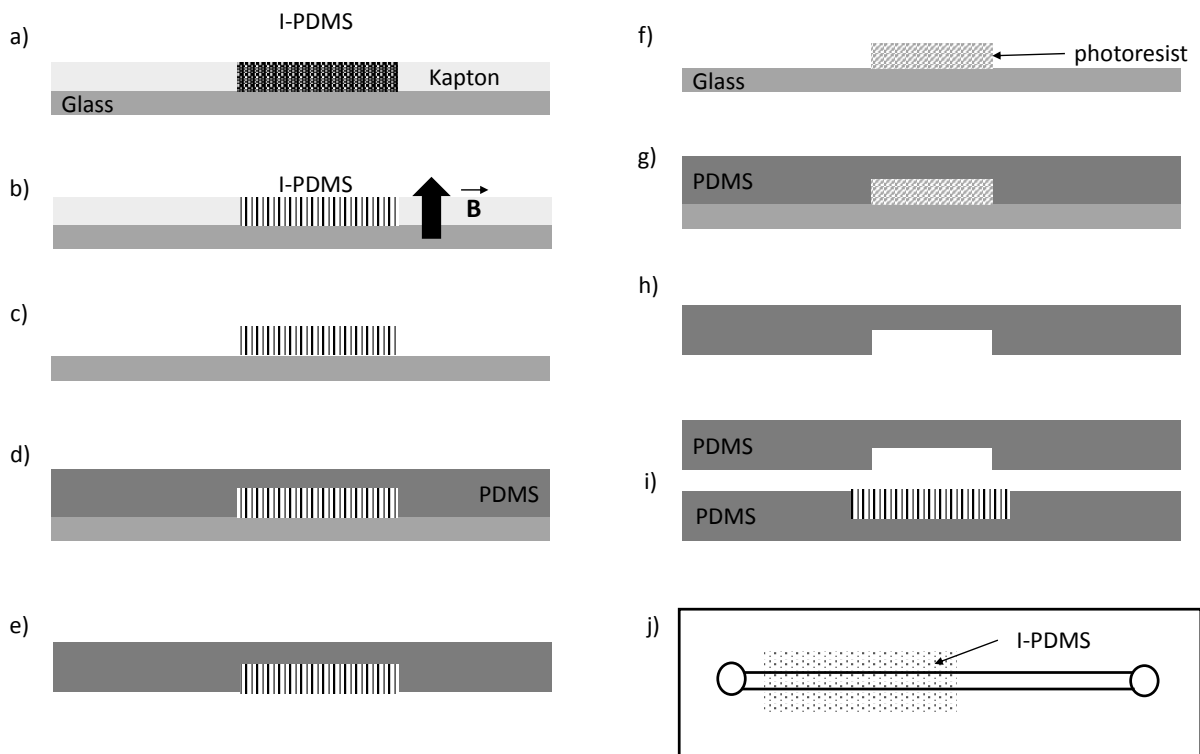 a)
I-PDMS
Kapton
Glass
b)
I-PDMS
B
c)
d)
PDMS
e)
f)
photoresist
Glass
g)
PDMS
h)
PDMS
i)
PDMS
j)
I-PDMS